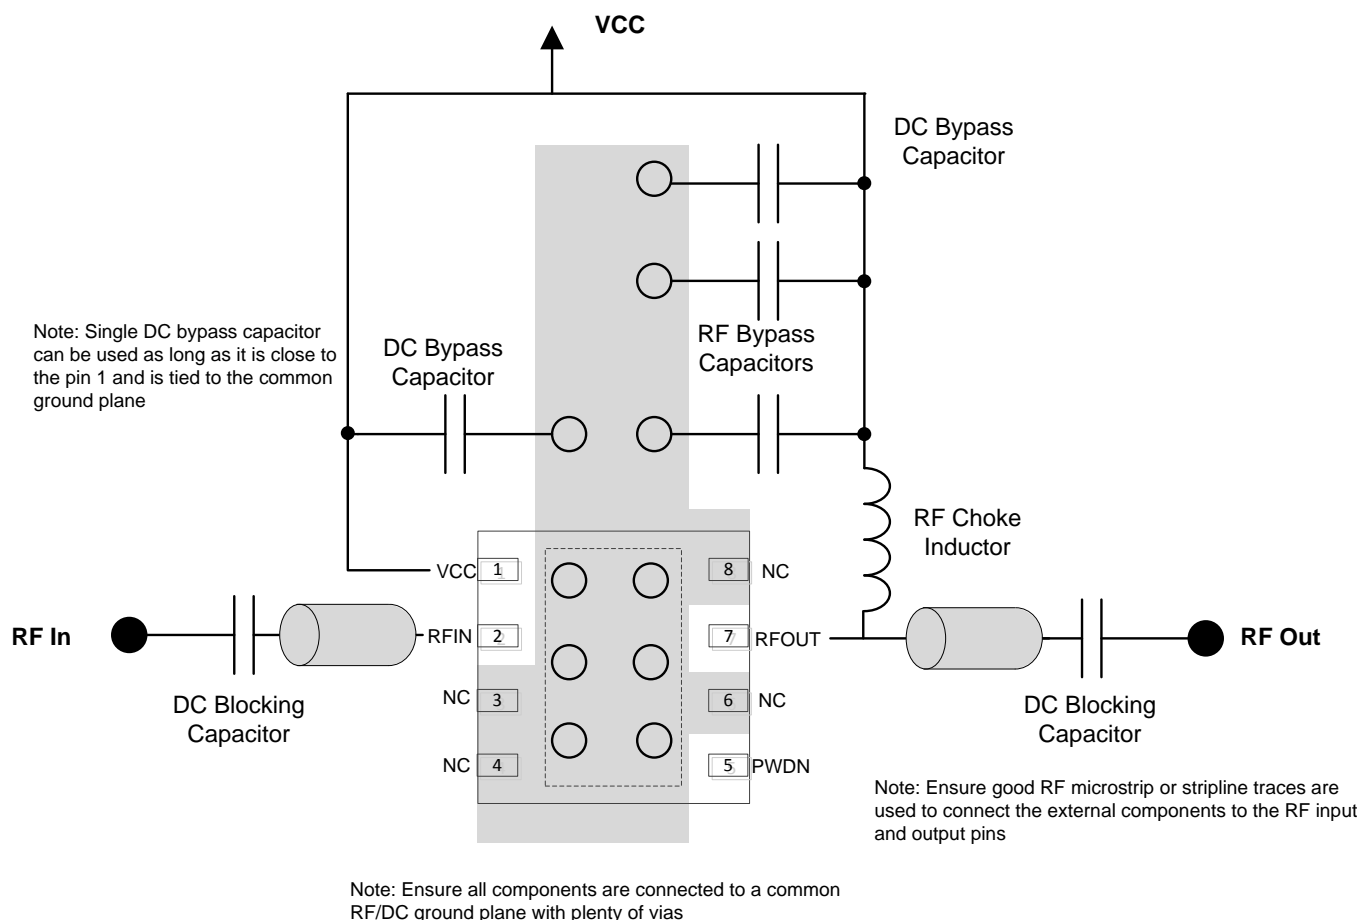 VCC
DC Bypass
Capacitor
Note: Single DC bypass capacitor
can be used as long as it is close to
the pin 1 and is tied to the common
ground plane
DC Bypass
Capacitor
RF Bypass
Capacitors
RF Choke
Inductor
VCC 1
8 NC
RF In
RFIN 2
7 RFOUT
RF Out
NC 3
6 NC
NC 4
5 PWDN
DC Blocking
Capacitor
DC Blocking
Capacitor
Note: Ensure good RF microstrip or stripline traces are
used to connect the external components to the RF input
and output pins
Note: Ensure all components are connected to a common
RF/DC ground plane with plenty of vias